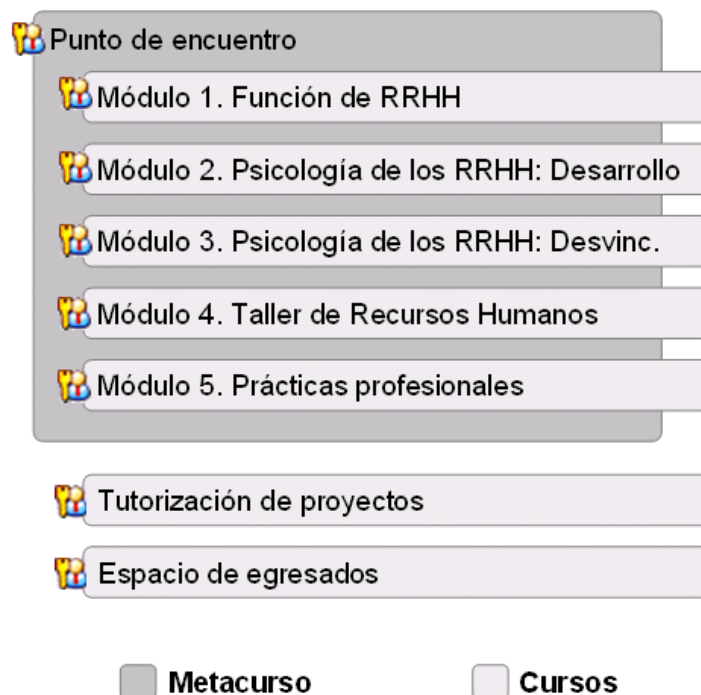 Punto de encuentro
Módulo 1. Función de RRHH
Módulo 2. Psicología de los RRHH: Desarrollo
Módulo 3. Psicología de los RRHH: Desvinc.
Módulo 4. Taller de Recursos Humanos
Módulo 5. Prácticas profesionales
Tutorización de proyectos
Espacio de egresados
Metacurso Cursos